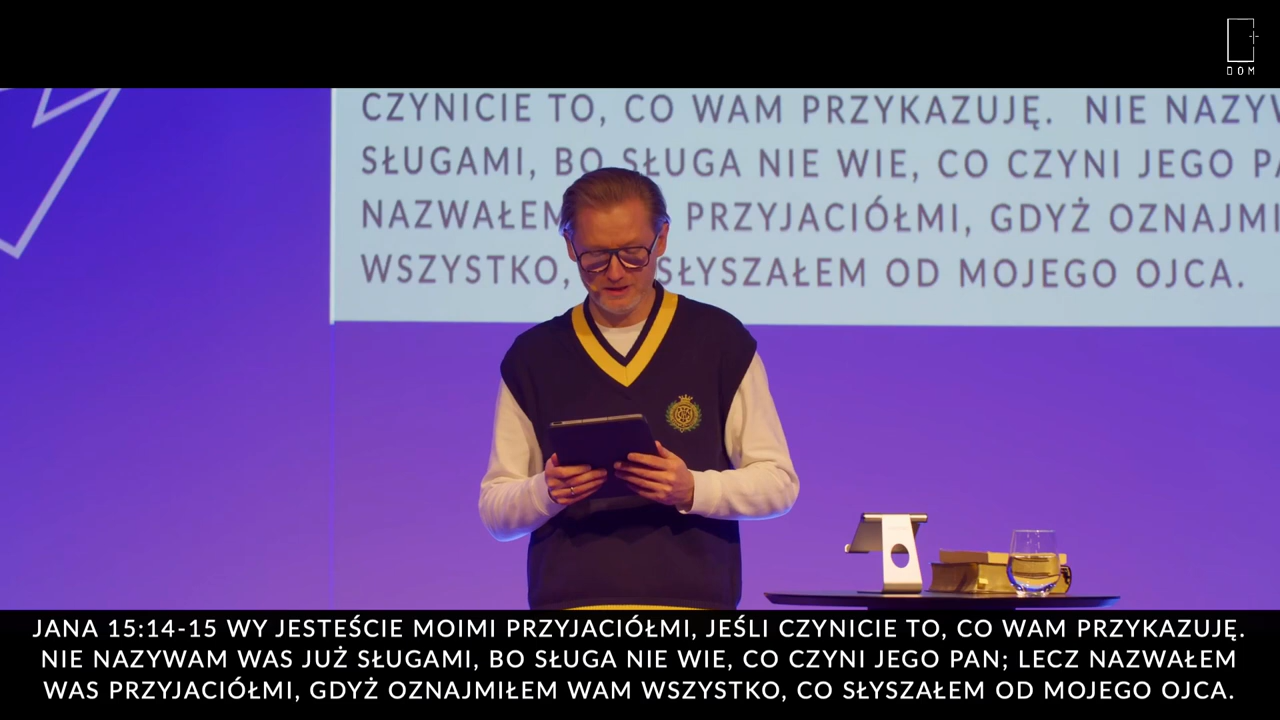 DOM
CZYNICIE TO, CO WAM PRZYKAZUJĘ. NIE
SŁUGAMI, BO SŁUGA NIE WIE, CO CZYNI JEGO
PRZYJACIÓŁMI, GDYŻ
WSZYSTKO, SŁYSZAŁEM OD MOJEGO OJCA.
JANA 15:14-15 WY JESTEŚCIE MOIMI PRZYJACIÓŁMI, JEŚLI CZYNICIE TO, CO WAM PRZYKAZUJĘ.
NIE NAZYWAM WAS JUŻ SŁUGAMI, BO SŁUGA NIE WIE, CO CZYNI JEGO PAN; LECZ NAZWAŁEM
WAS PRZYJACIÓŁMI, GDYŻ OZNAJMIŁEM WAM WSZYSTKO, CO SŁYSZAŁEM OD MOJEGO OJCA.